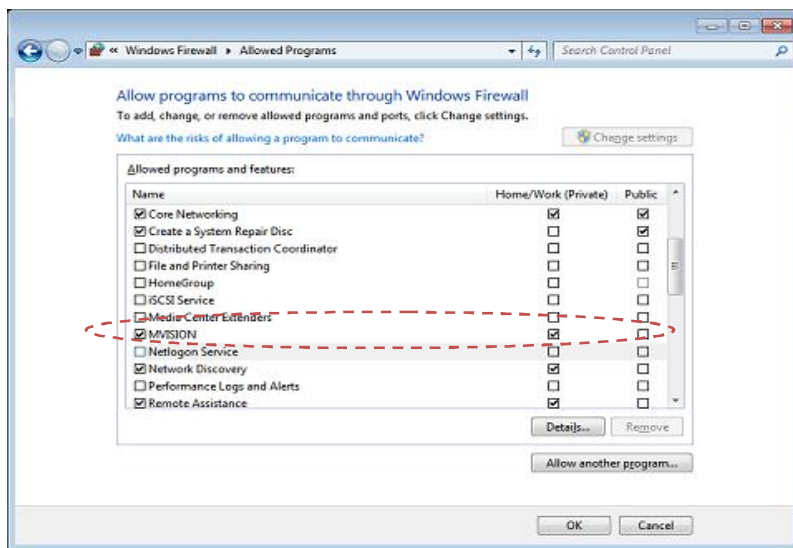 « Windows Firewall ▸ Allowed Programs
Search Control Panel
Allow programs to communicate through Windows Firewall
To add, change, or remove allowed programs and ports, click Change settings.
What are the risks of allowing a program to communicate?
Change settings
Allowed programs and features:
Name Home/Work (Private) Public
Core Networking
Create a System Repair Disc
Distributed Transaction Coordinator
File and Printer Sharing
HomeGroup
iSCSI Service
Media Center Extenders
MVISION
Netlogon Service
Network Discovery
Performance Logs and Alerts
Remote Assistance
Details... Remove
Allow another program...
OK Cancel